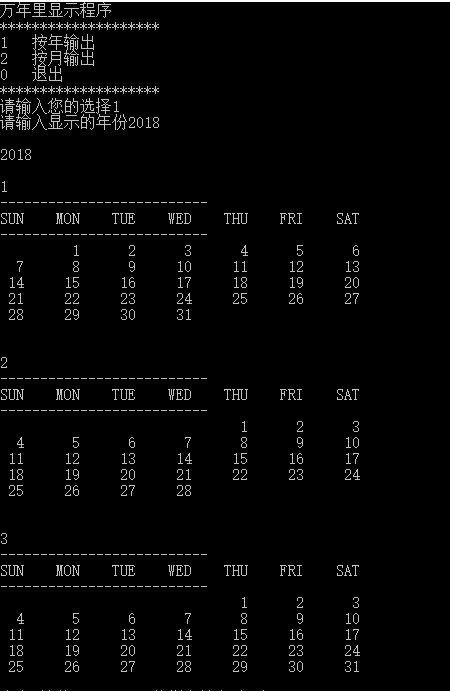 万年里显示程序
********************
1   按年输出
2   按月输出
0   退出
********************
请输入您的选择1
请输入显示的年份2018
2018
1
--------------------------
SUN    MON    TUE    WED    THU    FRI    SAT
--------------------------
         1      2      3      4      5      6
  7      8      9     10     11     12     13
 14     15     16     17     18     19     20
 21     22     23     24     25     26     27
 28     29     30     31
2
--------------------------
SUN    MON    TUE    WED    THU    FRI    SAT
--------------------------
                              1      2      3
  4      5      6      7      8      9     10
 11     12     13     14     15     16     17
 18     19     20     21     22     23     24
 25     26     27     28
3
--------------------------
SUN    MON    TUE    WED    THU    FRI    SAT
--------------------------
                              1      2      3
  4      5      6      7      8      9     10
 11     12     13     14     15     16     17
 18     19     20     21     22     23     24
 25     26     27     28     29     30     31